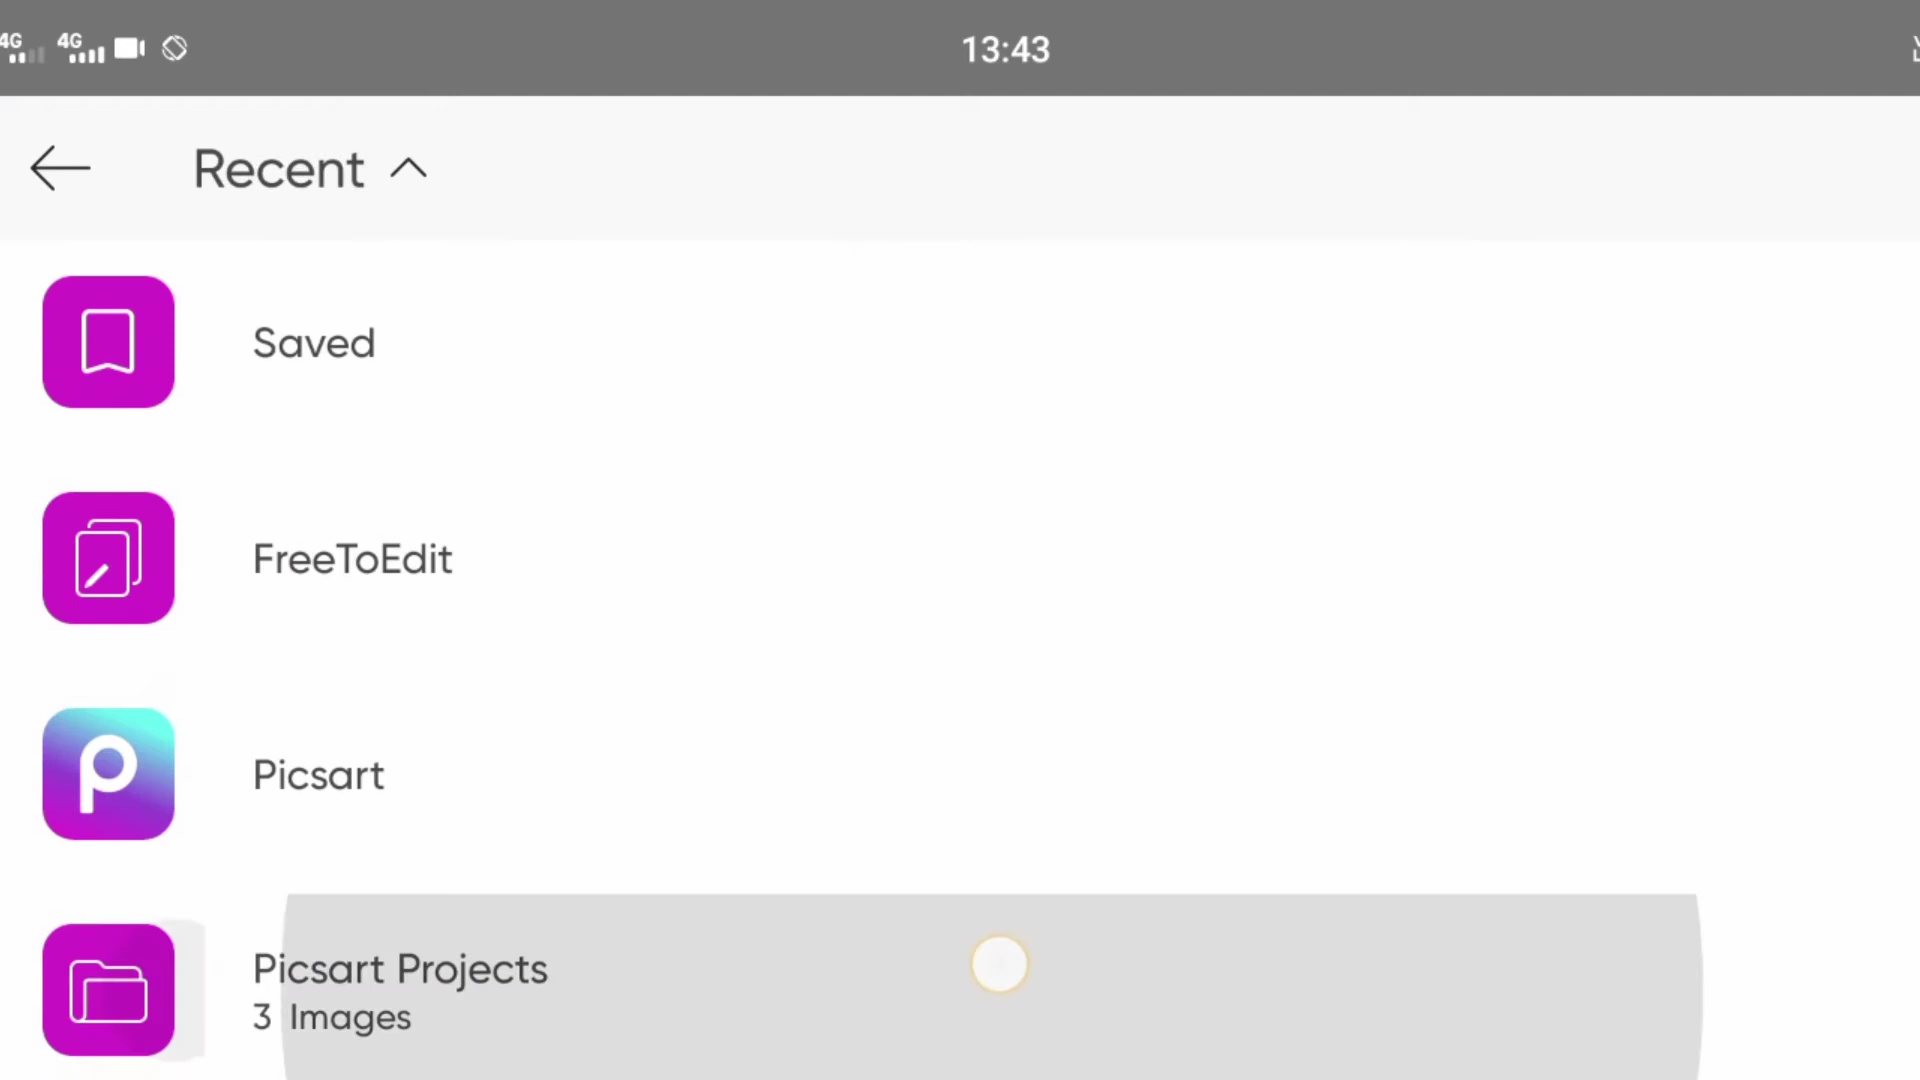 4G 4G 13:43
Recent
Saved
FreeToEdit
Picsart
Picsart Projects
3 Images